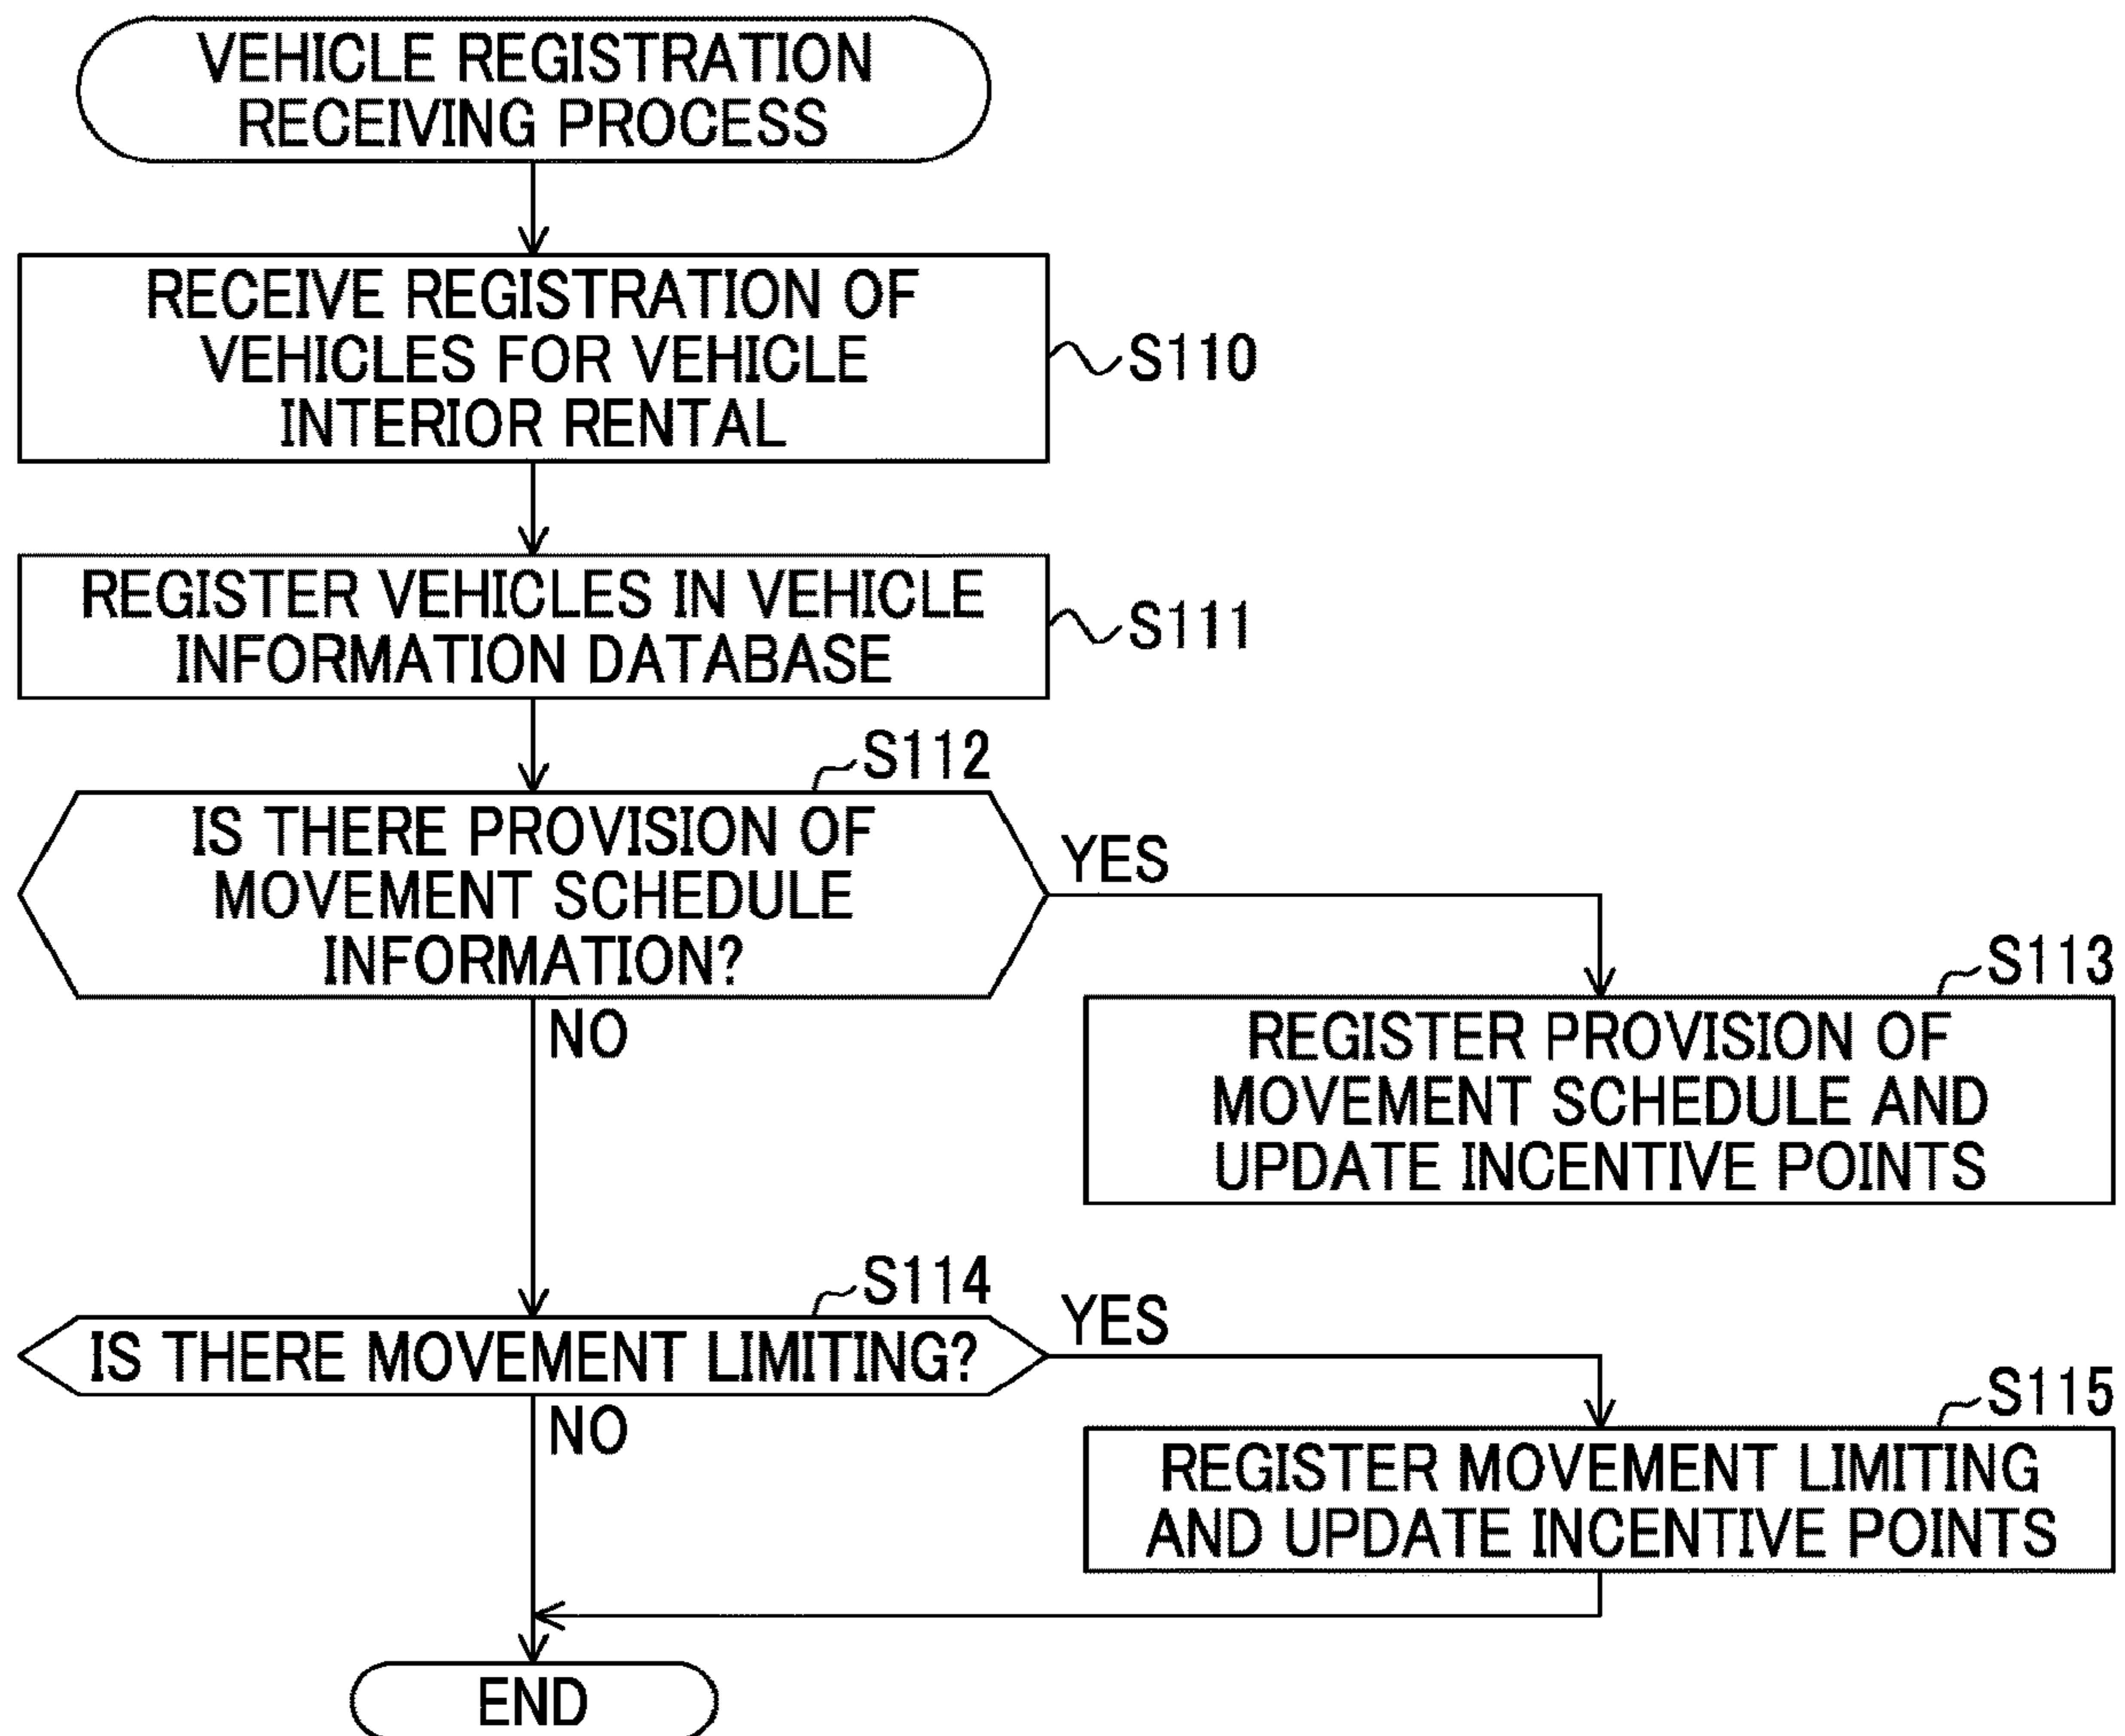 VEHICLE REGISTRATION
RECEIVING PROCESS
RECEIVE REGISTRATION OF
VEHICLES FOR VEHICLE
INTERIOR RENTAL
S110
REGISTER VEHICLES IN VEHICLE
INFORMATION DATABASE
S111
S112
IS THERE PROVISION OF
MOVEMENT SCHEDULE
INFORMATION?
YES
NO
S113
REGISTER PROVISION OF
MOVEMENT SCHEDULE AND
UPDATE INCENTIVE POINTS
S114
IS THERE MOVEMENT LIMITING?
YES
NO
S115
REGISTER MOVEMENT LIMITING
AND UPDATE INCENTIVE POINTS
END